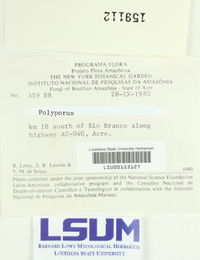 159112
PROGRAMA FLORA
Projeto Flora Amazônica
THE NEW YORK BOTANICAL GARDEN
INSTITUTO NACIONAL DE PESQUISAS DA AMAZÔNIA
Fungi of Brazilian Amazonia - State of Acre
No. 359 BR 28-IX-1980
Polyporus
km 18 south of Rio Branco along
highway AC-040, Acre.
Louisiana State University Herbarium
LSU00153127
B. Lowy,
V. M. de Souza 1980
Plants collected under the joint sponsorship of the National Science Foundation
Latin-American collaborative program and the Conselho Nacional de
Desenvolvimento Científico e Tecnológico in collaboration with the Instituto
Nacional de Pesquisas da Amazônia-Manaus.
LSUM
BERNARD LOWY MYCOLOGICAL HERBARIUM
LOUISIANA STATE UNIVERSITY